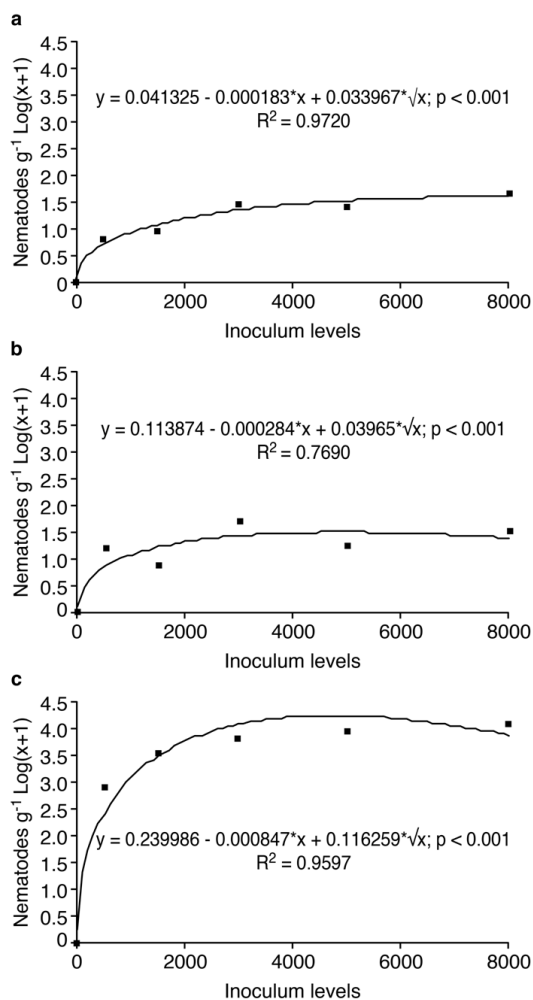 a
4.5
4.0
3.5
3.0
2.5
2.0
1.5
1.0
0.5
0
Nematodes g-1 Log(x+1)
y = 0.041325 - 0.000183*x + 0.033967*√x; p < 0.001
R2 = 0.9720
0 2000 4000 6000 8000
Inoculum levels
b
4.5
4.0
3.5
3.0
2.5
2.0
1.5
1.0
0.5
0
Nematodes g-1 Log(x+1)
y = 0.113874 - 0.000284*x + 0.03965*√x; p < 0.001
R2 = 0.7690
0 2000 4000 6000 8000
Inoculum levels
c
4.5
4.0
3.5
3.0
2.5
2.0
1.5
1.0
0.5
0
Nematodes g-1 Log(x+1)
y = 0.239986 - 0.000847*x + 0.116259*√x; p < 0.001
R2 = 0.9597
0 2000 4000 6000 8000
Inoculum levels